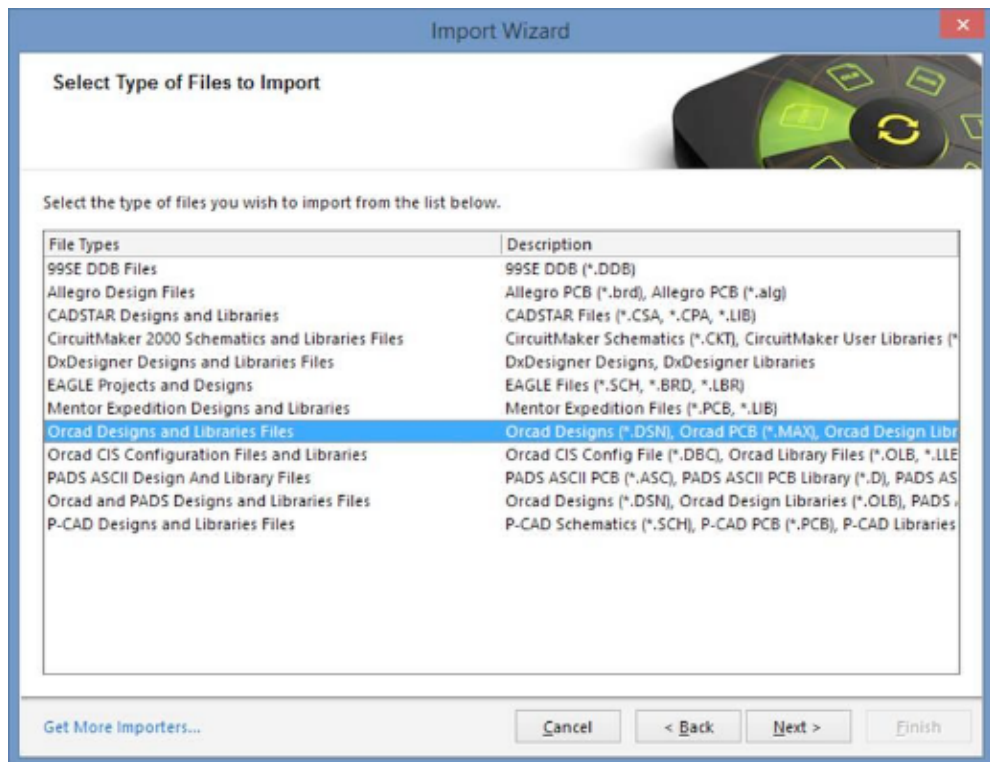 Import Wizard
Select Type of Files to Import
Select the type of files you wish to import from the list below.
File Types Description
99SE DDB Files 99SE DDB (*.DDB)
Allegro Design Files Allegro PCB (*.brd), Allegro PCB (*.alg)
CADSTAR Designs and Libraries CADSTAR Files (*.CSA, *.CPA, *.LIB)
CircuitMaker 2000 Schematics and Libraries Files CircuitMaker Schematics (*.CKT), CircuitMaker User Libraries (*
DxDesigner Designs and Libraries Files DxDesigner Designs, DxDesigner Libraries
EAGLE Projects and Designs EAGLE Files (*.SCH, *.BRD, *.LBR)
Mentor Expedition Designs and Libraries Mentor Expedition Files (*.PCB, *.LIB)
Orcad Designs and Libraries Files Orcad Designs (*.DSN), Orcad PCB (*.MAX), Orcad Design Libr
Orcad CIS Configuration Files and Libraries Orcad CIS Config File (*.DBC), Orcad Library Files (*.OLB, *.LLE
PADS ASCII Design And Library Files PADS ASCII PCB (*.ASC), PADS ASCII PCB Library (*.D), PADS AS
Orcad and PADS Designs and Libraries Files Orcad Designs (*.DSN), Orcad Design Libraries (*.OLB), PADS
P-CAD Designs and Libraries Files P-CAD Schematics (*.SCH), P-CAD PCB (*.PCB), P-CAD Libraries
Get More Importers... Cancel < Back Next > Finish